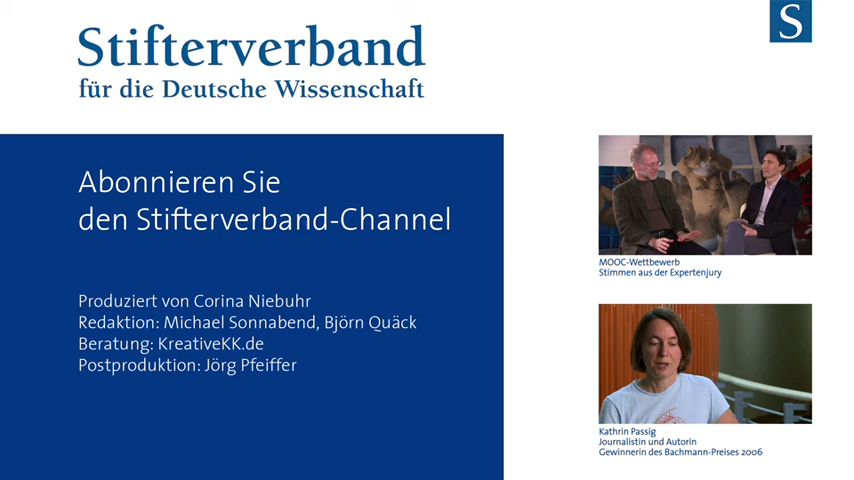 Stifterverband
für die Deutsche Wissenschaft
S
Abonnieren Sie
den Stifterverband-Channel
Produziert von Corina Niebuhr
Redaktion: Michael Sonnabend, Björn Quäck
Beratung: KreativeKK.de
Postproduktion: Jörg Pfeiffer
MOOC-Wettbewerb
Stimmen aus der Expertenjury
Kathrin Passig
Journalistin und Autorin
Gewinnerin des Bachmann-Preises 2006